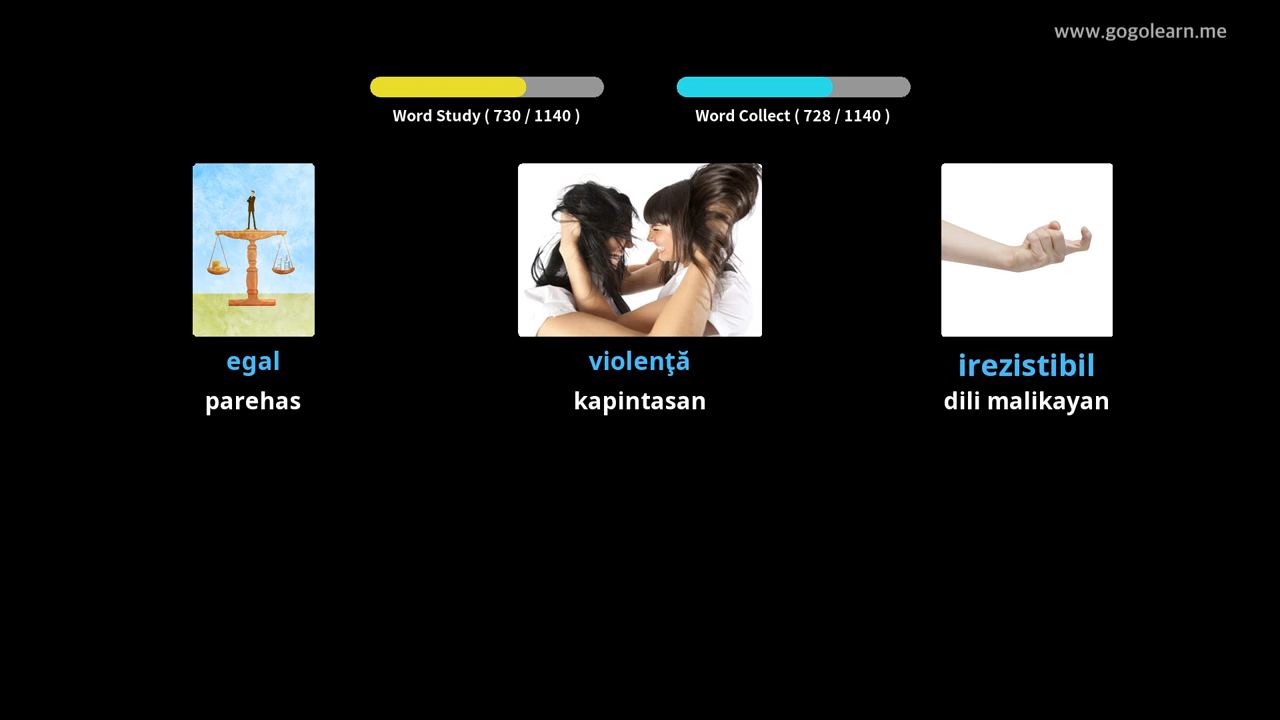 www.gogolearn.me
Word Study ( 730 / 1140 )
Word Collect ( 728 / 1140 )
egal
violenţă
irezistibil
parehas
kapintasan
dili malikayan